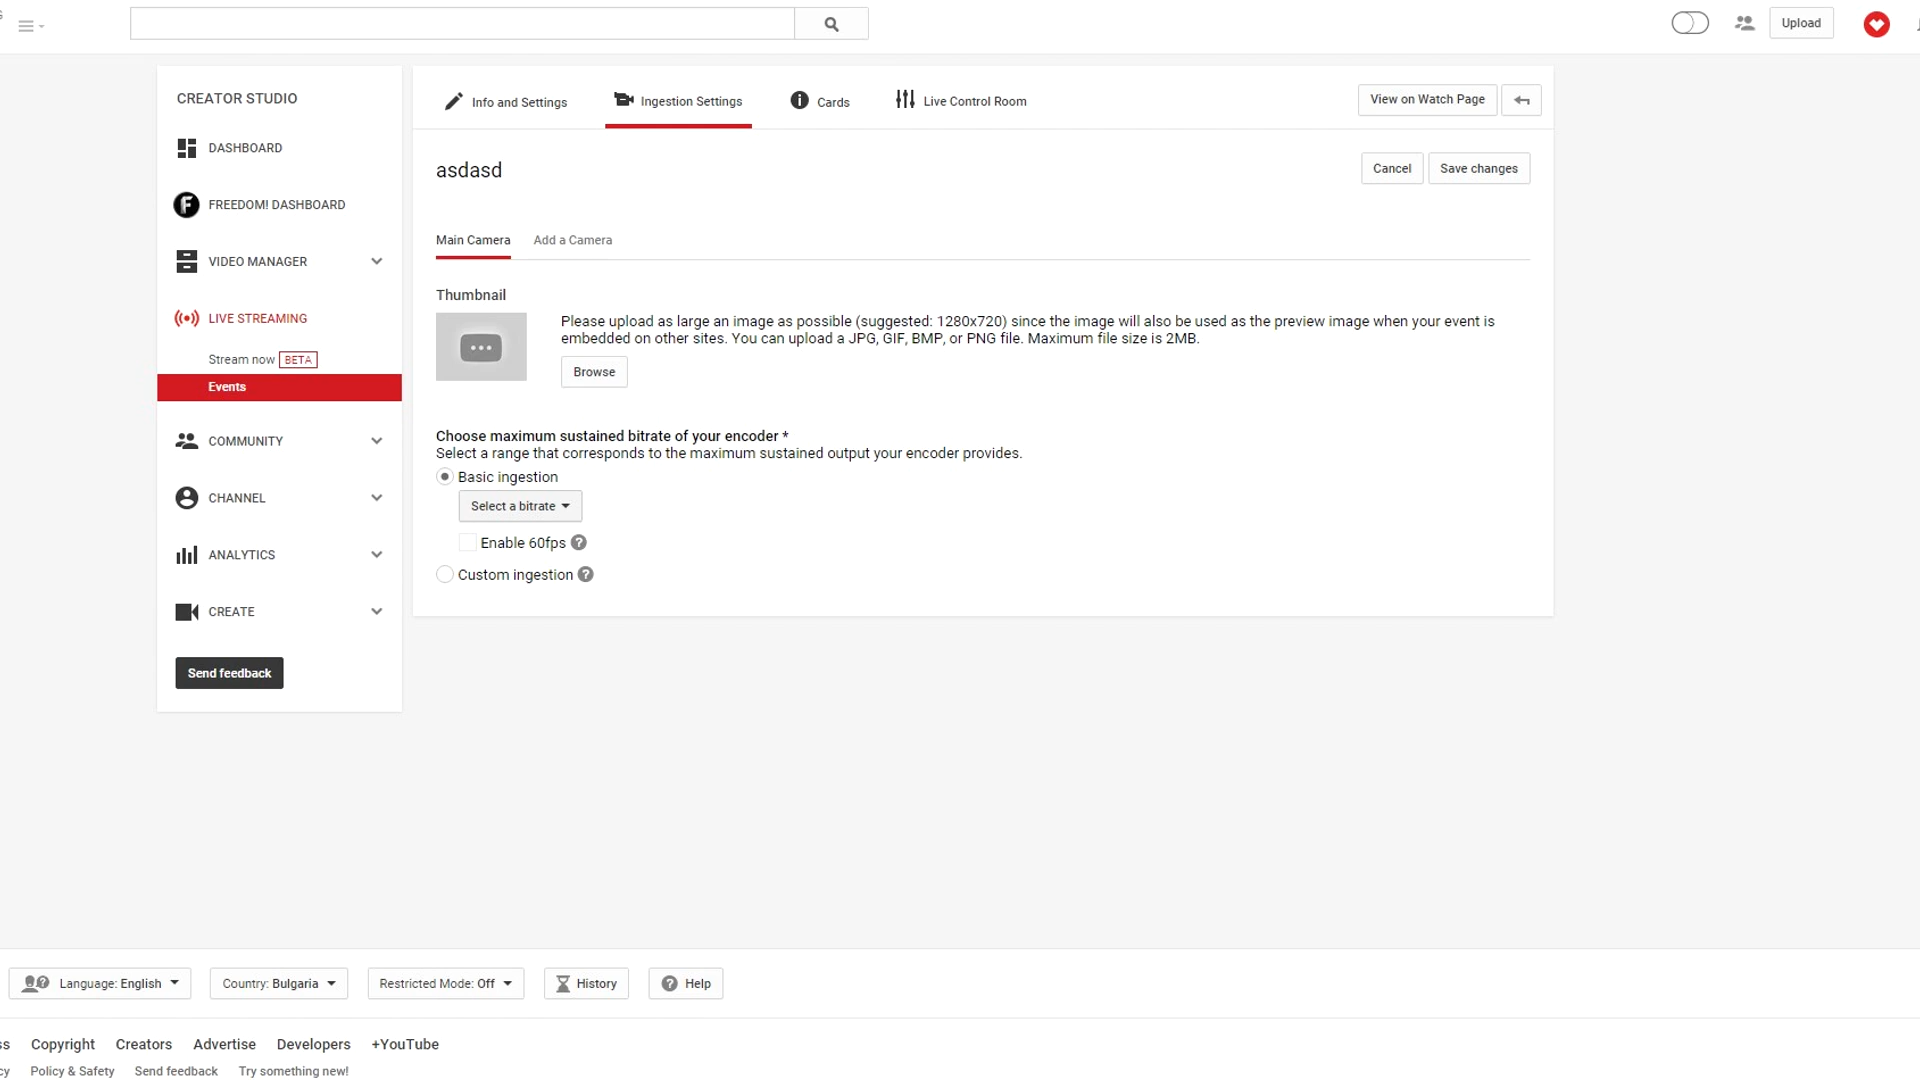 Upload
CREATOR STUDIO
DASHBOARD
FREEDOM! DASHBOARD
VIDEO MANAGER
LIVE STREAMING
Stream now BETA
Events
COMMUNITY
CHANNEL
ANALYTICS
CREATE
Send feedback
Info and Settings
Ingestion Settings
Cards
Live Control Room
View on Watch Page
asdasd
Cancel
Save changes
Main Camera
Add a Camera
Thumbnail
Please upload as large an image as possible (suggested: 1280x720) since the image will also be used as the preview image when your event is
embedded on other sites. You can upload a JPG, GIF, BMP, or PNG file. Maximum file size is 2MB.
Browse
Choose maximum sustained bitrate of your encoder *
Select a range that corresponds to the maximum sustained output your encoder provides.
Basic ingestion
Select a bitrate
Enable 60fps
Custom ingestion
Language: English
Country: Bulgaria
Restricted Mode: Off
History
Help
Copyright Creators Advertise Developers +YouTube
Policy & Safety Send feedback Try something new!